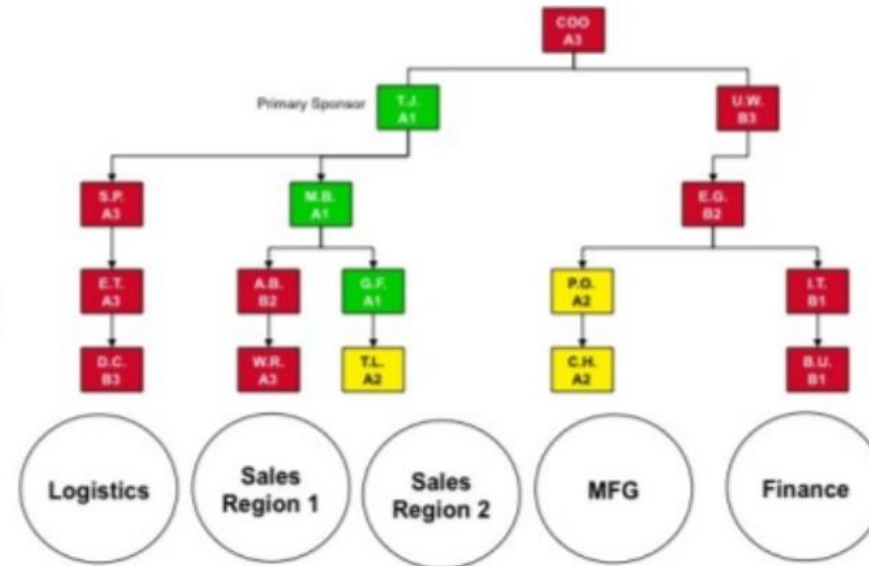 COO
A3
Primary Sponsor
T.J.
A1
U.W.
B3
S.P.
A3
M.B.
A1
E.G.
B2
E.T.
A3
A.B.
B2
G.F.
A1
P.O.
A2
I.T.
B1
D.C.
B3
W.R.
A3
T.L.
A2
C.H.
A2
B.U.
B1
Logistics
Sales
Region 1
Sales
Region 2
MFG
Finance